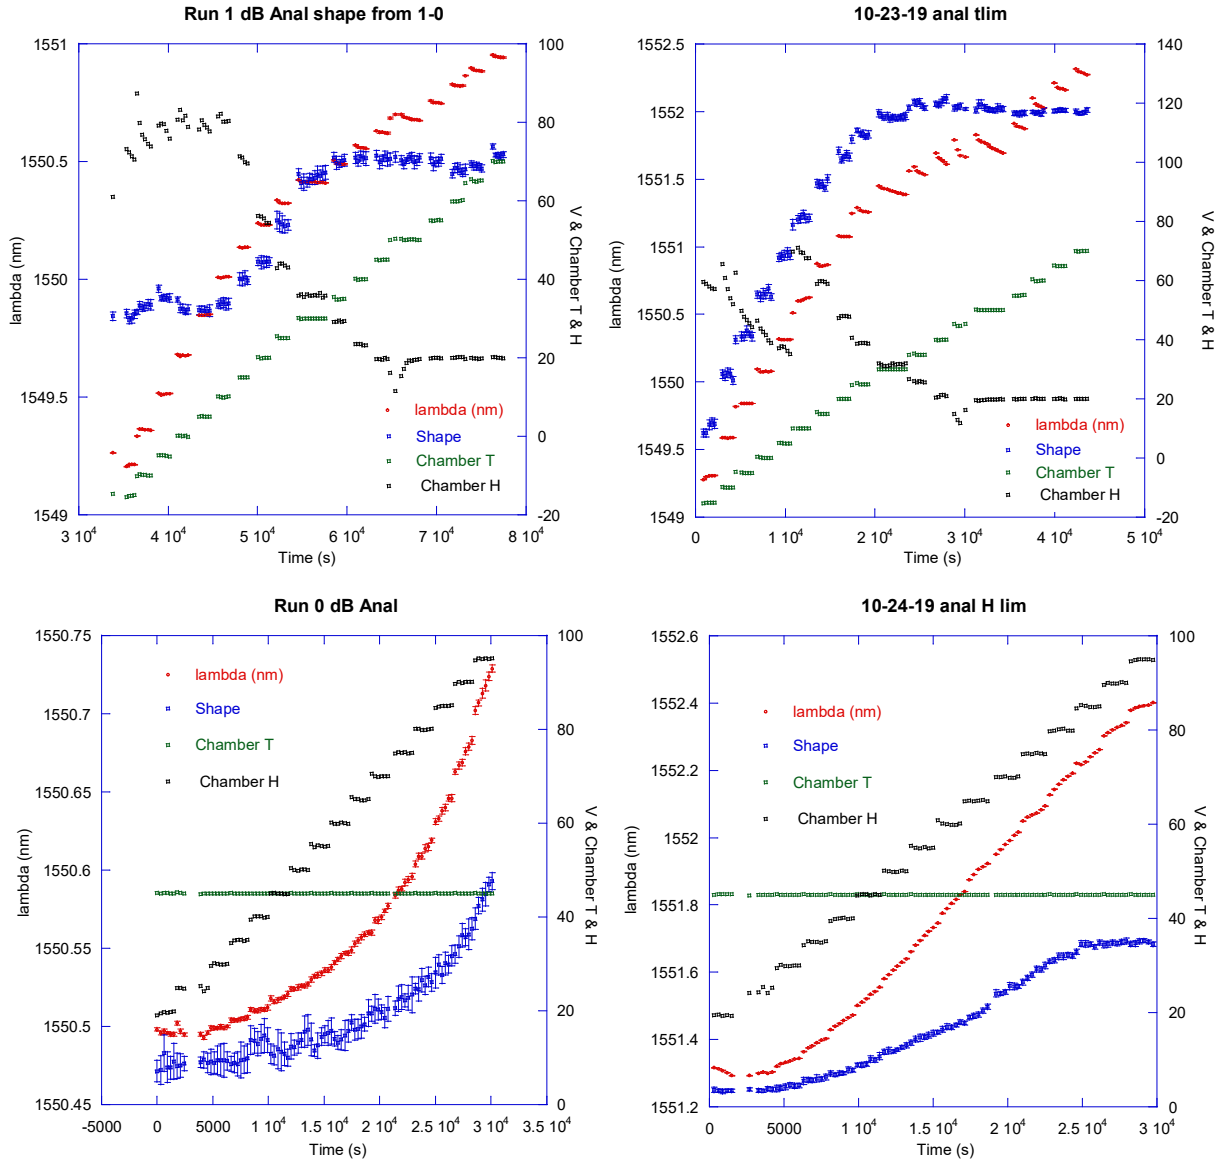 Run 1 dB Anal shape from 1-0
1551
1550.5
1550
1549.5
1549
100
80
60
40
20
0
-20
lambda (nm)
V & Chamber T & H
lambda (nm)
Shape
Chamber T
Chamber H
3 10^4
4 10^4
5 10^4
6 10^4
7 10^4
8 10^4
Time (s)
10-23-19 anal tlim
1552.5
1552
1551.5
1551
1550.5
1550
1549.5
1549
140
120
100
80
60
40
20
0
-20
lambda (nm)
V & Chamber T & H
lambda (nm)
Shape
Chamber T
Chamber H
0
1 10^4
2 10^4
3 10^4
4 10^4
5 10^4
Time (s)
Run 0 dB Anal
1550.75
1550.7
1550.65
1550.6
1550.55
1550.5
1550.45
100
80
60
40
20
0
lambda (nm)
V & Chamber T & H
lambda (nm)
Shape
Chamber T
Chamber H
-5000
0
5000
1 10^4
1.5 10^4
2 10^4
2.5 10^4
3 10^4
3.5 10^4
Time (s)
10-24-19 anal H lim
1552.6
1552.4
1552.2
1552
1551.8
1551.6
1551.4
1551.2
100
80
60
40
20
0
lambda (nm)
V & Chamber T & H
lambda (nm)
Shape
Chamber T
Chamber H
0
5000
1 10^4
1.5 10^4
2 10^4
2.5 10^4
3 10^4
Time (s)